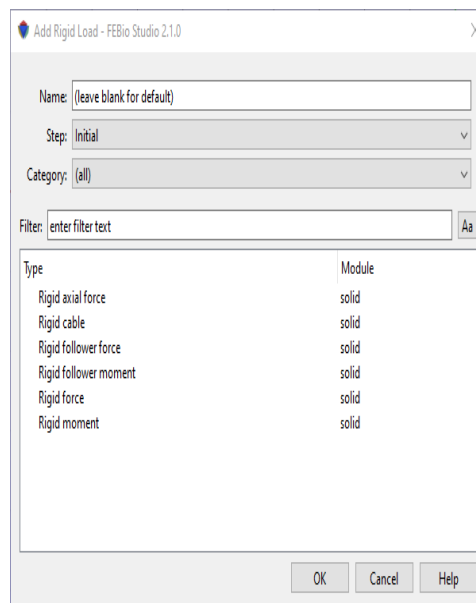 Add Rigid Load - FEBio Studio 2.1.0
Name: (leave blank for default)
Step: Initial
Category: (all)
Filter: enter filter text Aa
Type Module
Rigid axial force solid
Rigid cable solid
Rigid follower force solid
Rigid follower moment solid
Rigid force solid
Rigid moment solid
OK Cancel Help